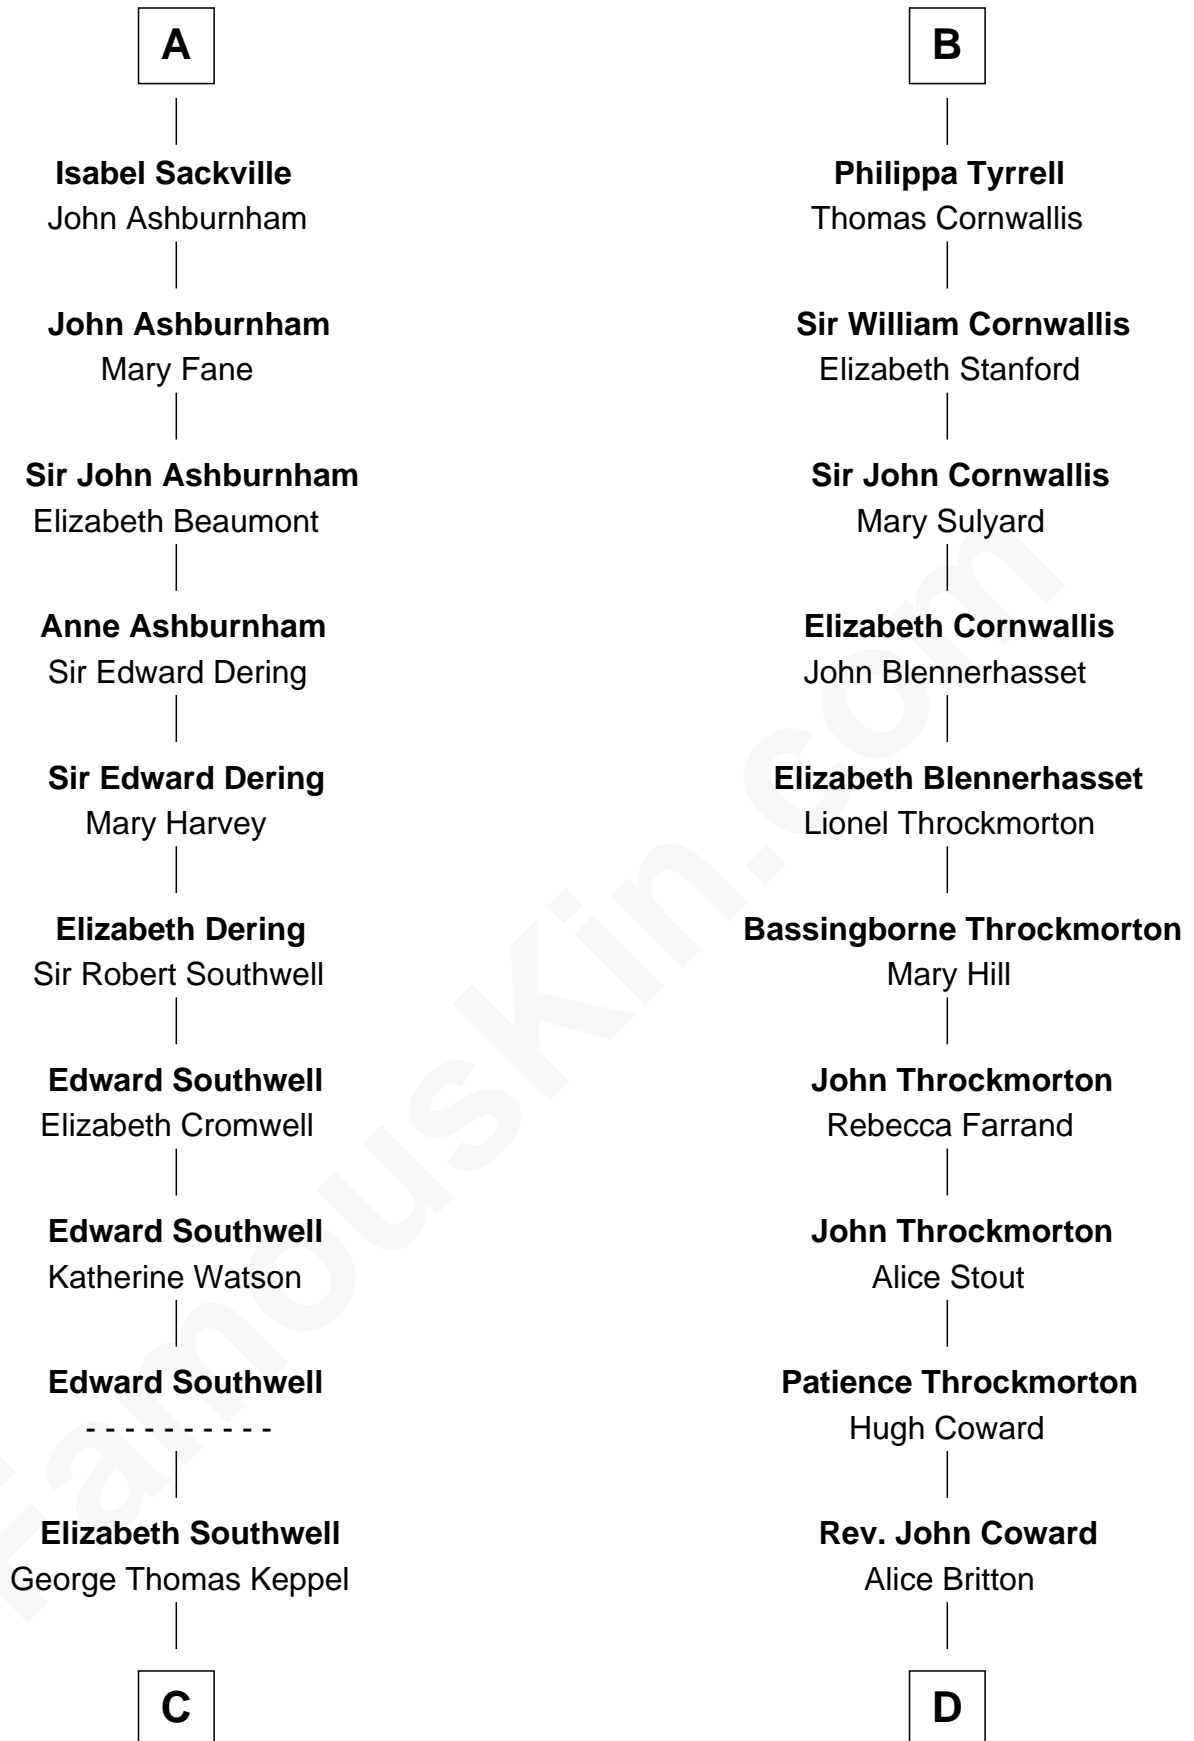 A
Isabel Sackville
John Ashburnham
John Ashburnham
Mary Fane
Sir John Ashburnham
Elizabeth Beaumont
Anne Ashburnham
Sir Edward Dering
Sir Edward Dering
Mary Harvey
Elizabeth Dering
Sir Robert Southwell
Edward Southwell
Elizabeth Cromwell
Edward Southwell
Katherine Watson
Edward Southwell
- - - - - - - - - -
Elizabeth Southwell
George Thomas Keppel
C
B
Philippa Tyrrell
Thomas Cornwallis
Sir William Cornwallis
Elizabeth Stanford
Sir John Cornwallis
Mary Sulyard
Elizabeth Cornwallis
John Blennerhasset
Elizabeth Blennerhasset
Lionel Throckmorton
Bassingborne Throckmorton
Mary Hill
John Throckmorton
Rebecca Farrand
John Throckmorton
Alice Stout
Patience Throckmorton
Hugh Coward
Rev. John Coward
Alice Britton
D
FamousKin.com